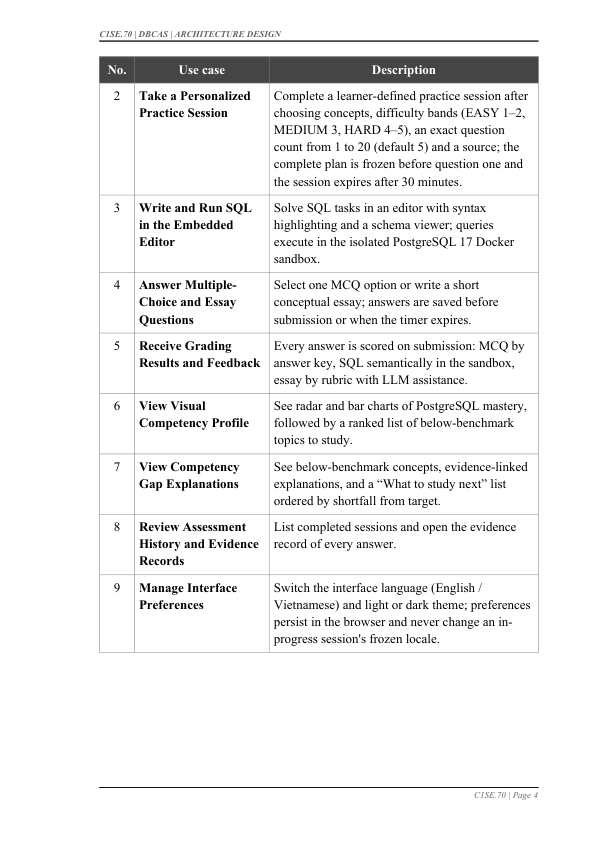 C1SE.70 | DBCAS | ARCHITECTURE DESIGN
No. Use case Description
2 Take a Personalized Practice Session
Complete a learner-defined practice session after
choosing concepts, difficulty bands (EASY 1–2,
MEDIUM 3, HARD 4–5), an exact question
count from 1 to 20 (default 5) and a source; the
complete plan is frozen before question one and
the session expires after 30 minutes.
3 Write and Run SQL
in the Embedded
Editor
Solve SQL tasks in an editor with syntax
highlighting and a schema viewer; queries
execute in the isolated PostgreSQL 17 Docker
sandbox.
4 Answer Multiple-
Choice and Essay
Questions
Select one MCQ option or write a short
conceptual essay; answers are saved before
submission or when the timer expires.
5 Receive Grading
Results and Feedback
Every answer is scored on submission: MCQ by
answer key, SQL semantically in the sandbox,
essay by rubric with LLM assistance.
6 View Visual
Competency Profile
See radar and bar charts of PostgreSQL mastery,
followed by a ranked list of below-benchmark
topics to study.
7 View Competency
Gap Explanations
See below-benchmark concepts, evidence-linked
explanations, and a “What to study next” list
ordered by shortfall from target.
8 Review Assessment
History and Evidence
Records
List completed sessions and open the evidence
record of every answer.
9 Manage Interface
Preferences
Switch the interface language (English /
Vietnamese) and light or dark theme; preferences
persist in the browser and never change an in-
progress session's frozen locale.
C1SE.70 | Page 4